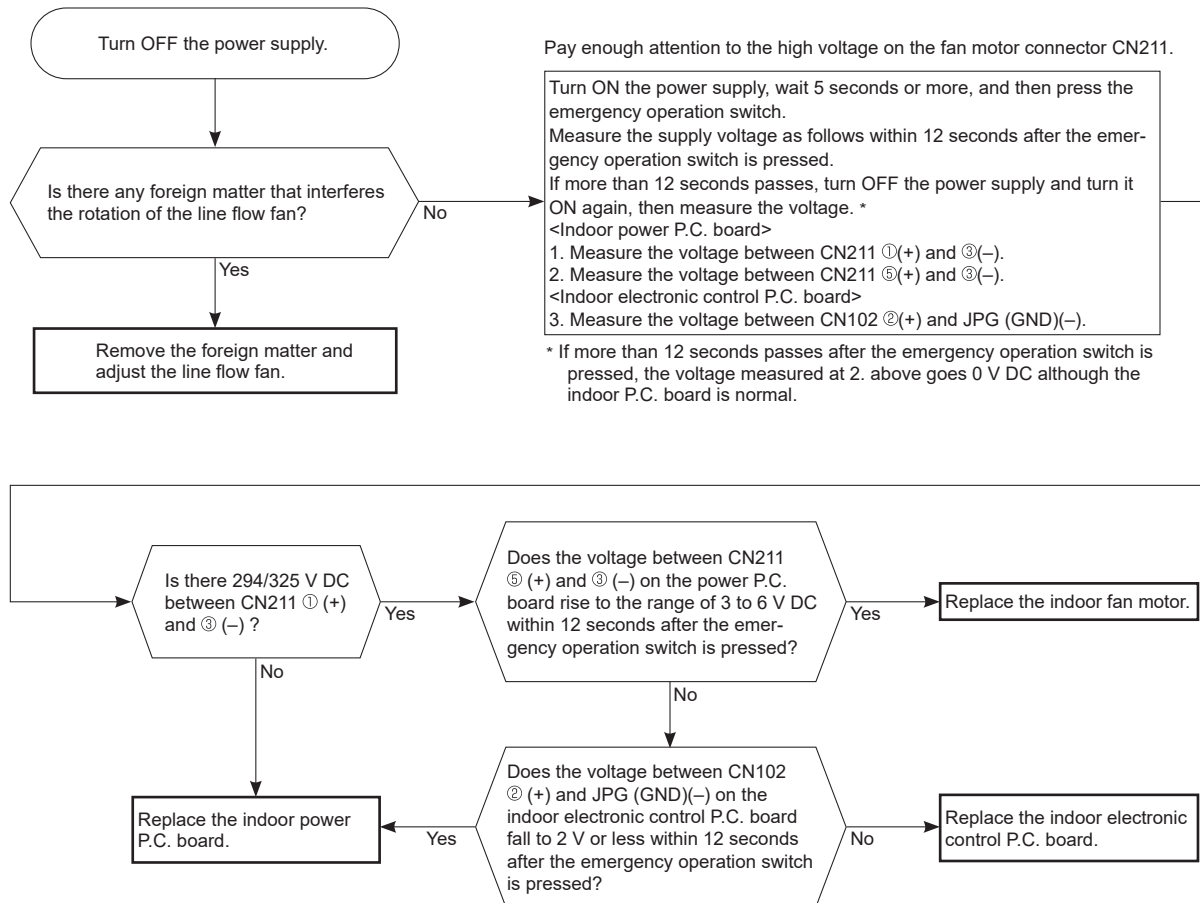 Turn OFF the power supply.
Is there any foreign matter that interferes
the rotation of the line flow fan?
No
Yes
Remove the foreign matter and
adjust the line flow fan.
Pay enough attention to the high voltage on the fan motor connector CN211.
Turn ON the power supply, wait 5 seconds or more, and then press the
emergency operation switch.
Measure the supply voltage as follows within 12 seconds after the emer-
gency operation switch is pressed.
If more than 12 seconds passes, turn OFF the power supply and turn it
ON again, then measure the voltage. *
<Indoor power P.C. board>
1. Measure the voltage between CN211 ①(+) and ③(–).
2. Measure the voltage between CN211 ⑤(+) and ③(–).
<Indoor electronic control P.C. board>
3. Measure the voltage between CN102 ②(+) and JPG (GND)(–).
* If more than 12 seconds passes after the emergency operation switch is
pressed, the voltage measured at 2. above goes 0 V DC although the
indoor P.C. board is normal.
Is there 294/325 V DC
between CN211 ① (+)
and ③ (–) ?
Yes
No
Does the voltage between CN211
⑤ (+) and ③ (–) on the power P.C.
board rise to the range of 3 to 6 V DC
within 12 seconds after the emer-
gency operation switch is pressed?
Yes
Replace the indoor fan motor.
No
Does the voltage between CN102
② (+) and JPG (GND)(–) on the
indoor electronic control P.C. board
fall to 2 V or less within 12 seconds
after the emergency operation switch
is pressed?
Yes
Replace the indoor power
P.C. board.
No
Replace the indoor electronic
control P.C. board.